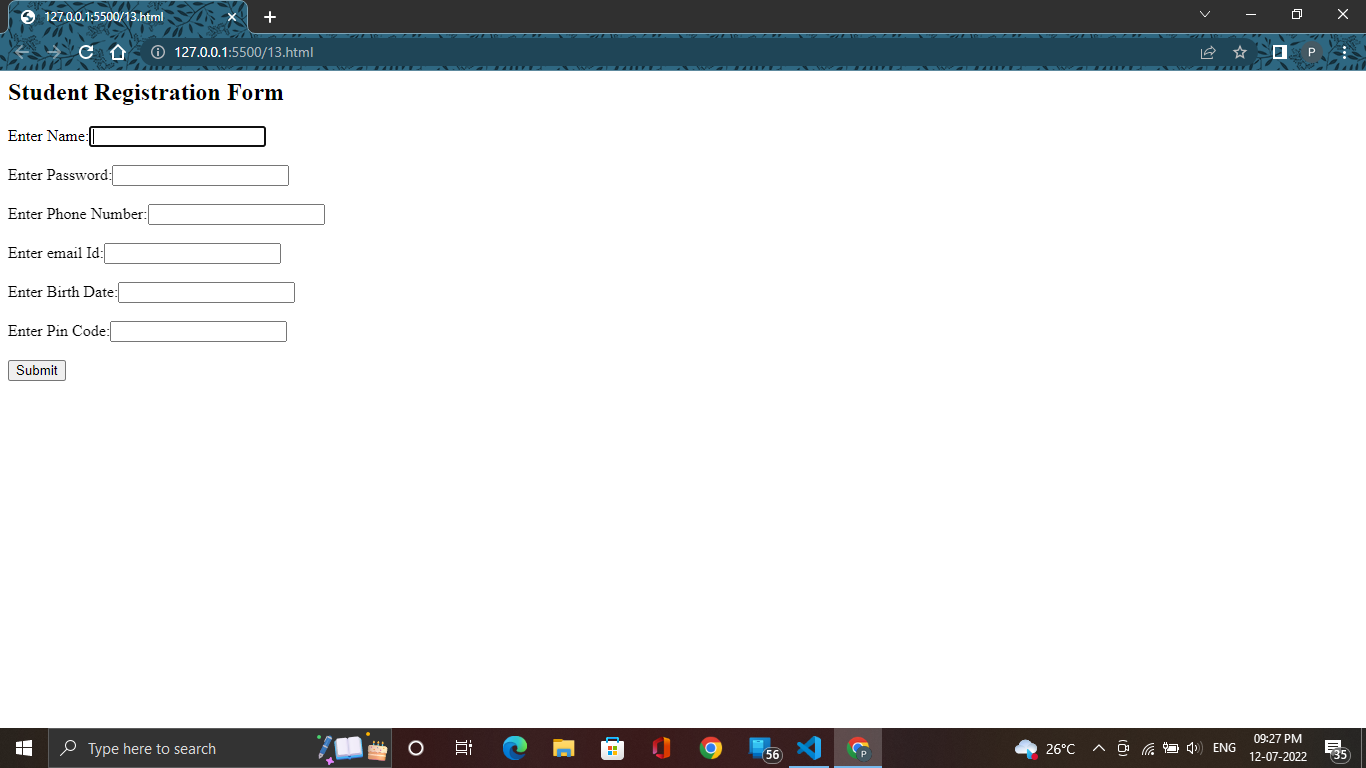 127.0.0.1:5500/13.html
127.0.0.1:5500/13.html
P
Student Registration Form
Enter Name:
Enter Password:
Enter Phone Number:
Enter email Id:
Enter Birth Date:
Enter Pin Code:
Submit
Type here to search
56
P
26°C
ENG
09:27 PM
12-07-2022
35